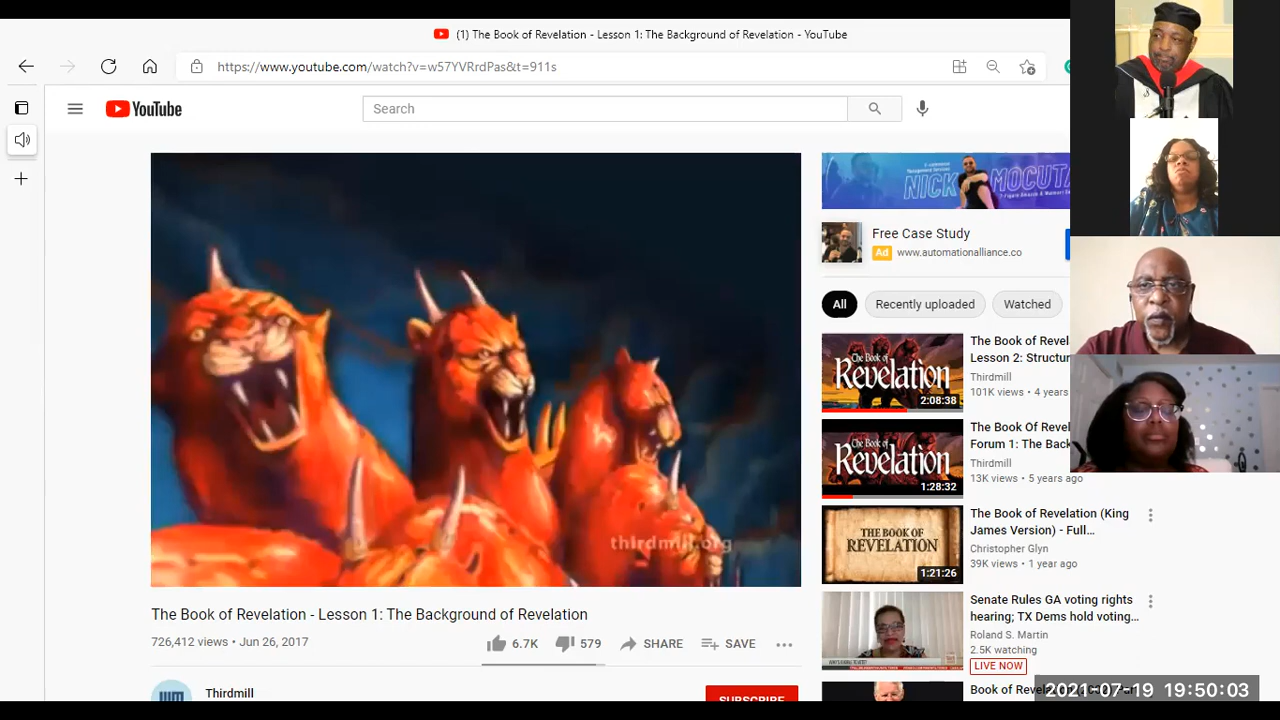 (1) The Book of Revelation - Lesson 1: The Background of Revelation - YouTube
https://www.youtube.com/watch?v=w57YVRrdPas&t=911s
YouTube
Search
thirdmill.org
The Book of Revelation - Lesson 1: The Background of Revelation
726,412 views • Jun 26, 2017
6.7K
579
SHARE
SAVE
Thirdmill
SUBSCRIBE
NICK MOCUTA
Free Case Study
Ad www.automationalliance.co
All
Recently uploaded
Watched
The Book of Revelation
2:08:38
The Book of Revel
Lesson 2: Structu
Thirdmill
101K views • 4 years
The Book of Revelation
1:28:32
The Book Of Rev
Forum 1: The Back
Thirdmill
13K views • 5 years ago
THE BOOK OF
REVELATION
1:21:26
The Book of Revelation (King
James Version) - Full...
Christopher Glyn
39K views • 1 year ago
Senate Rules GA voting rights
hearing; TX Dems hold voting...
Roland S. Martin
2.5K watching
LIVE NOW
Book of Revelation
2021-07-19 19:50:03